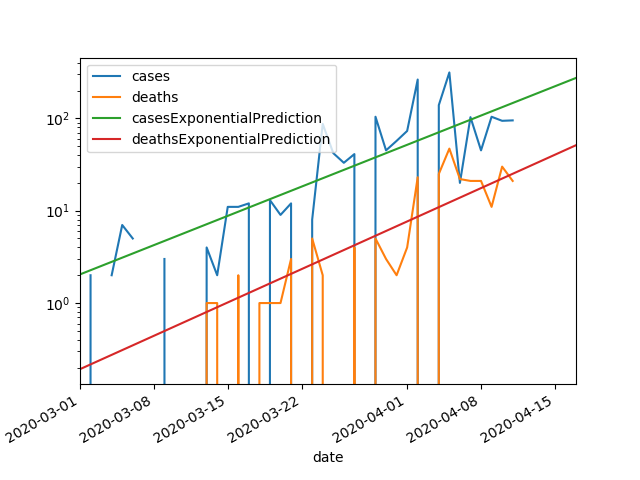 cases
deaths
casesExponentialPrediction
deathsExponentialPrediction
10²
10¹
10⁰
2020-03-01
2020-03-08
2020-03-15
2020-03-22
2020-04-01
2020-04-08
2020-04-15
date